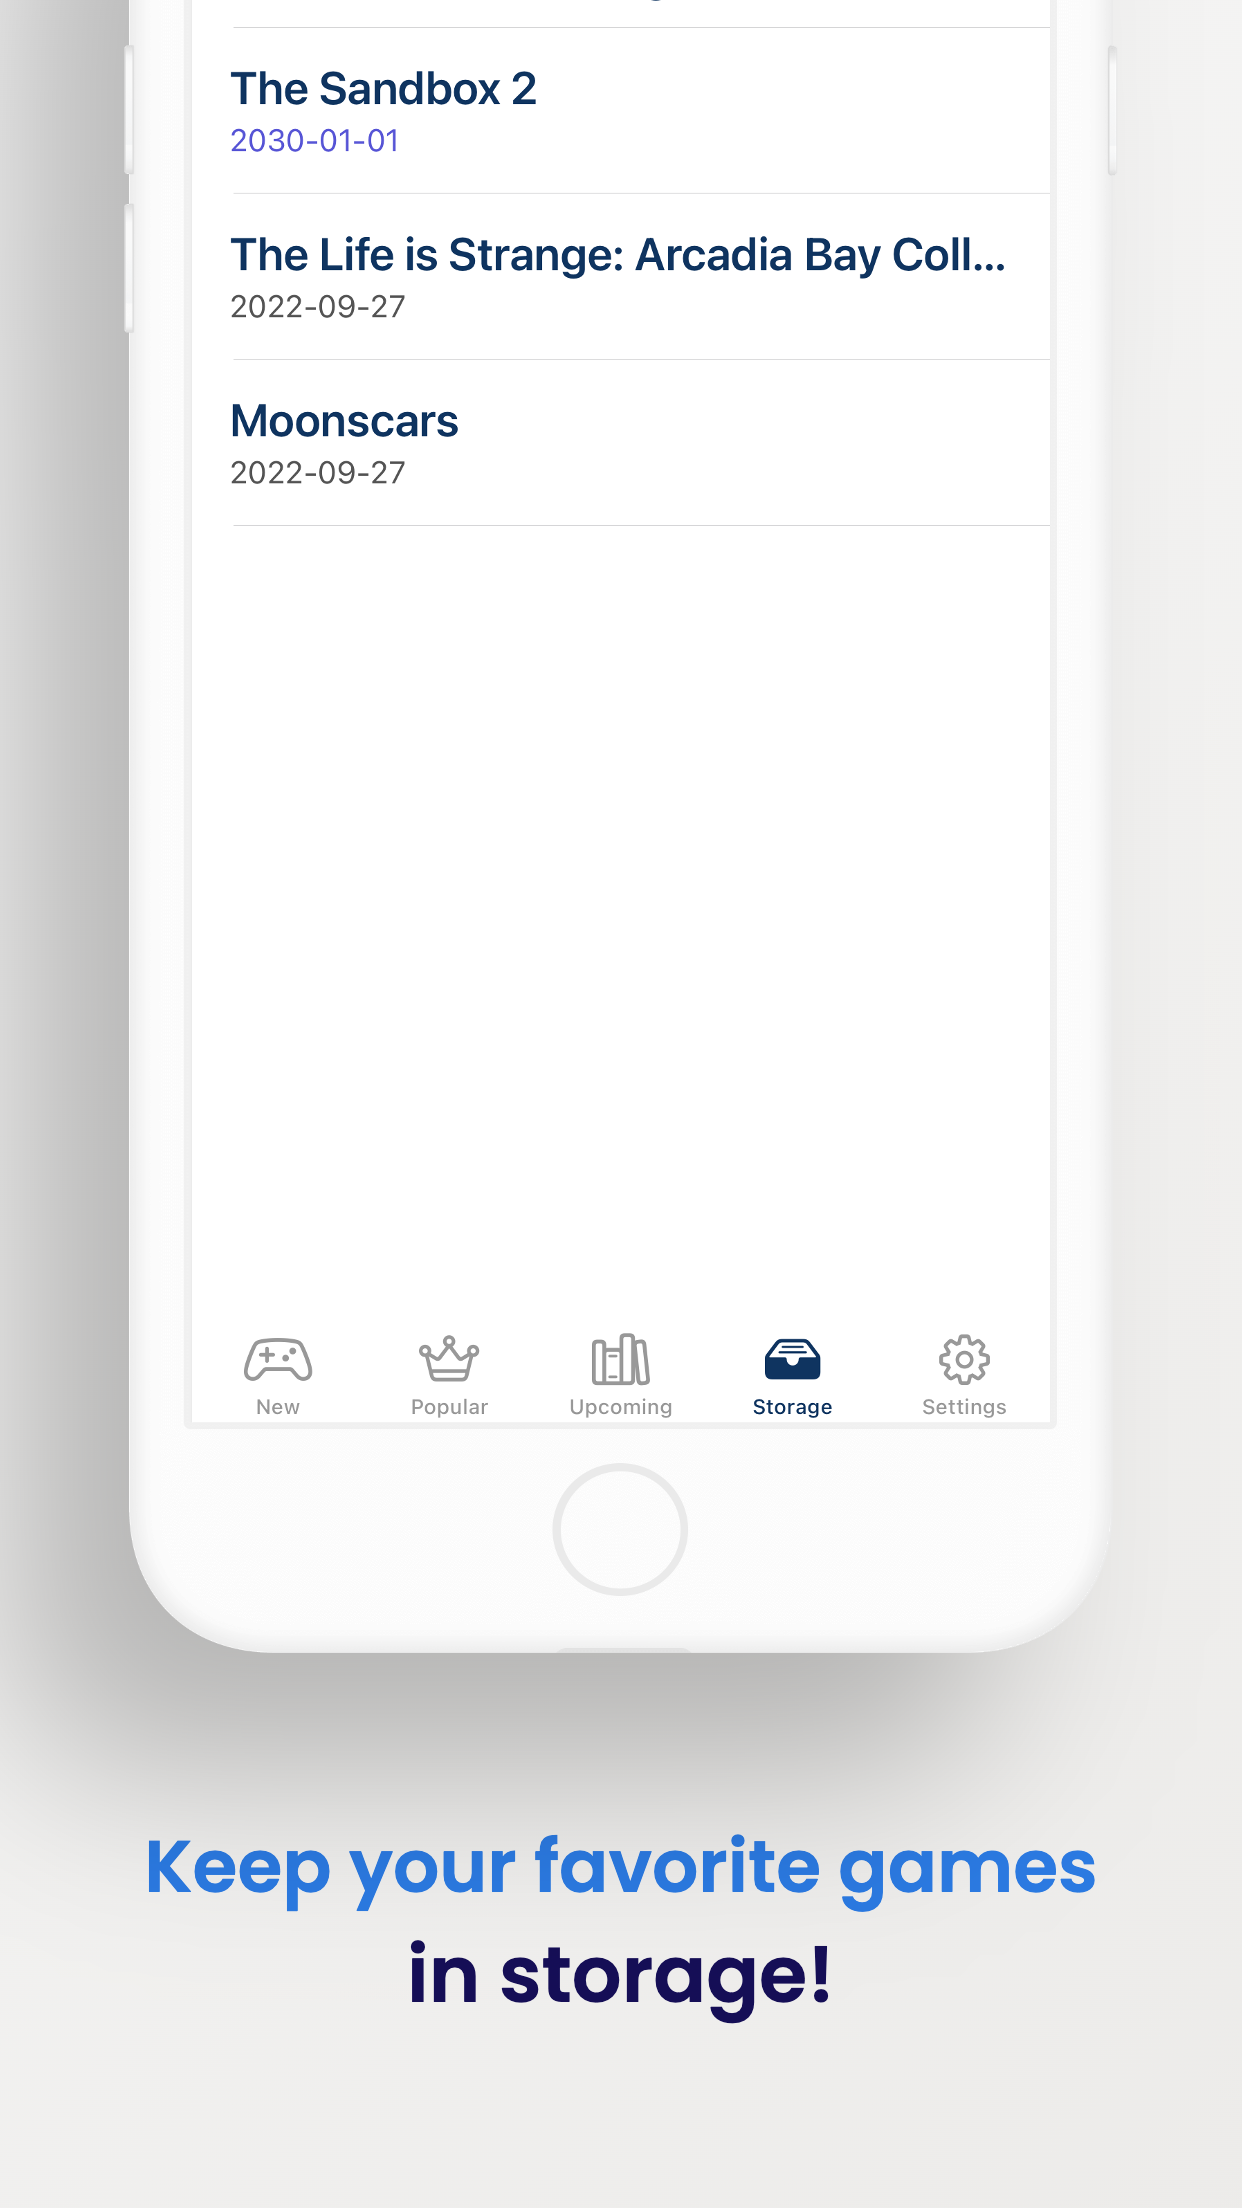 The Sandbox 2
2030-01-01
The Life is Strange: Arcadia Bay Coll...
2022-09-27
Moonscars
2022-09-27
New
Popular
Upcoming
Storage
Settings
Keep your favorite games
in storage!